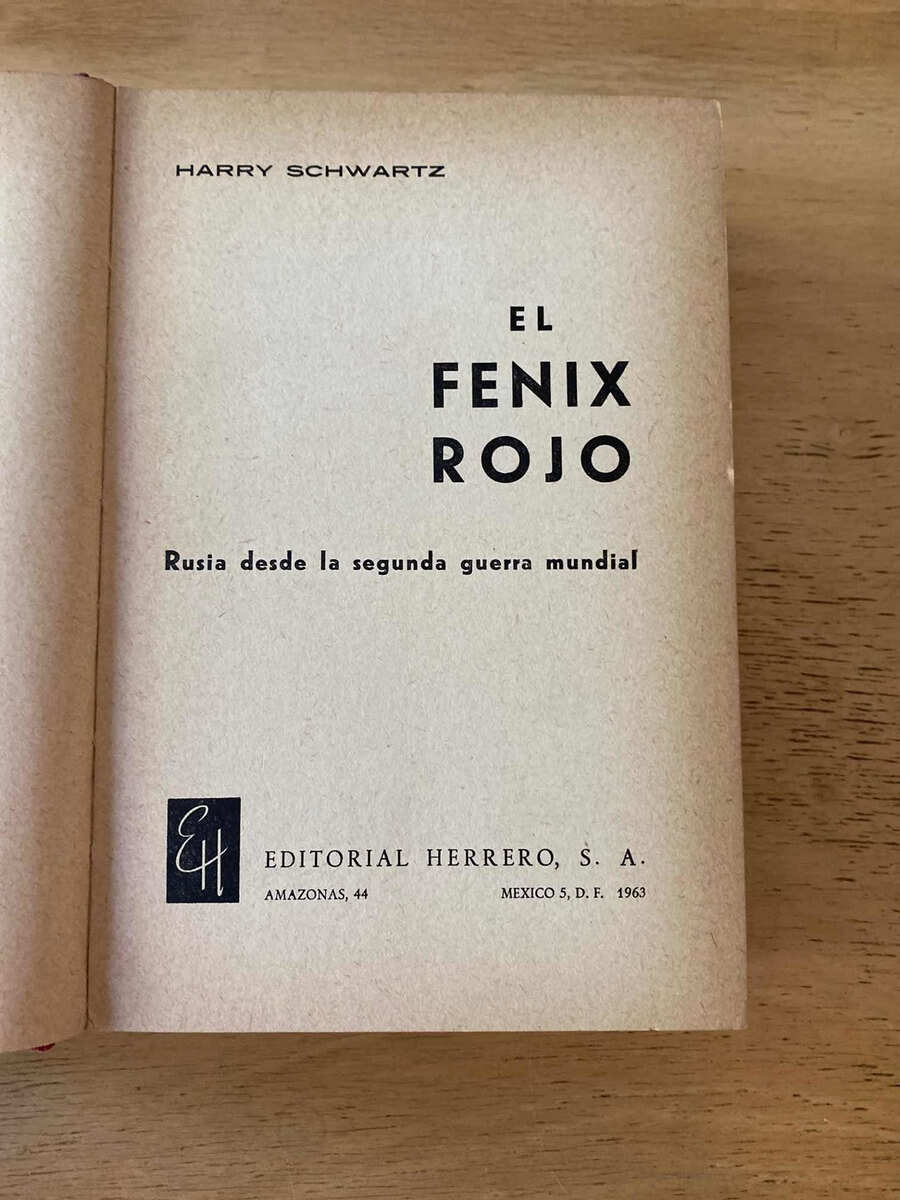 HARRY SCHWARTZ
EL
FENIX
ROJO
Rusia desde la segunda guerra mundial
EH
EDITORIAL HERRERO, S. A.
AMAZONAS, 44 MEXICO 5, D. F. 1963